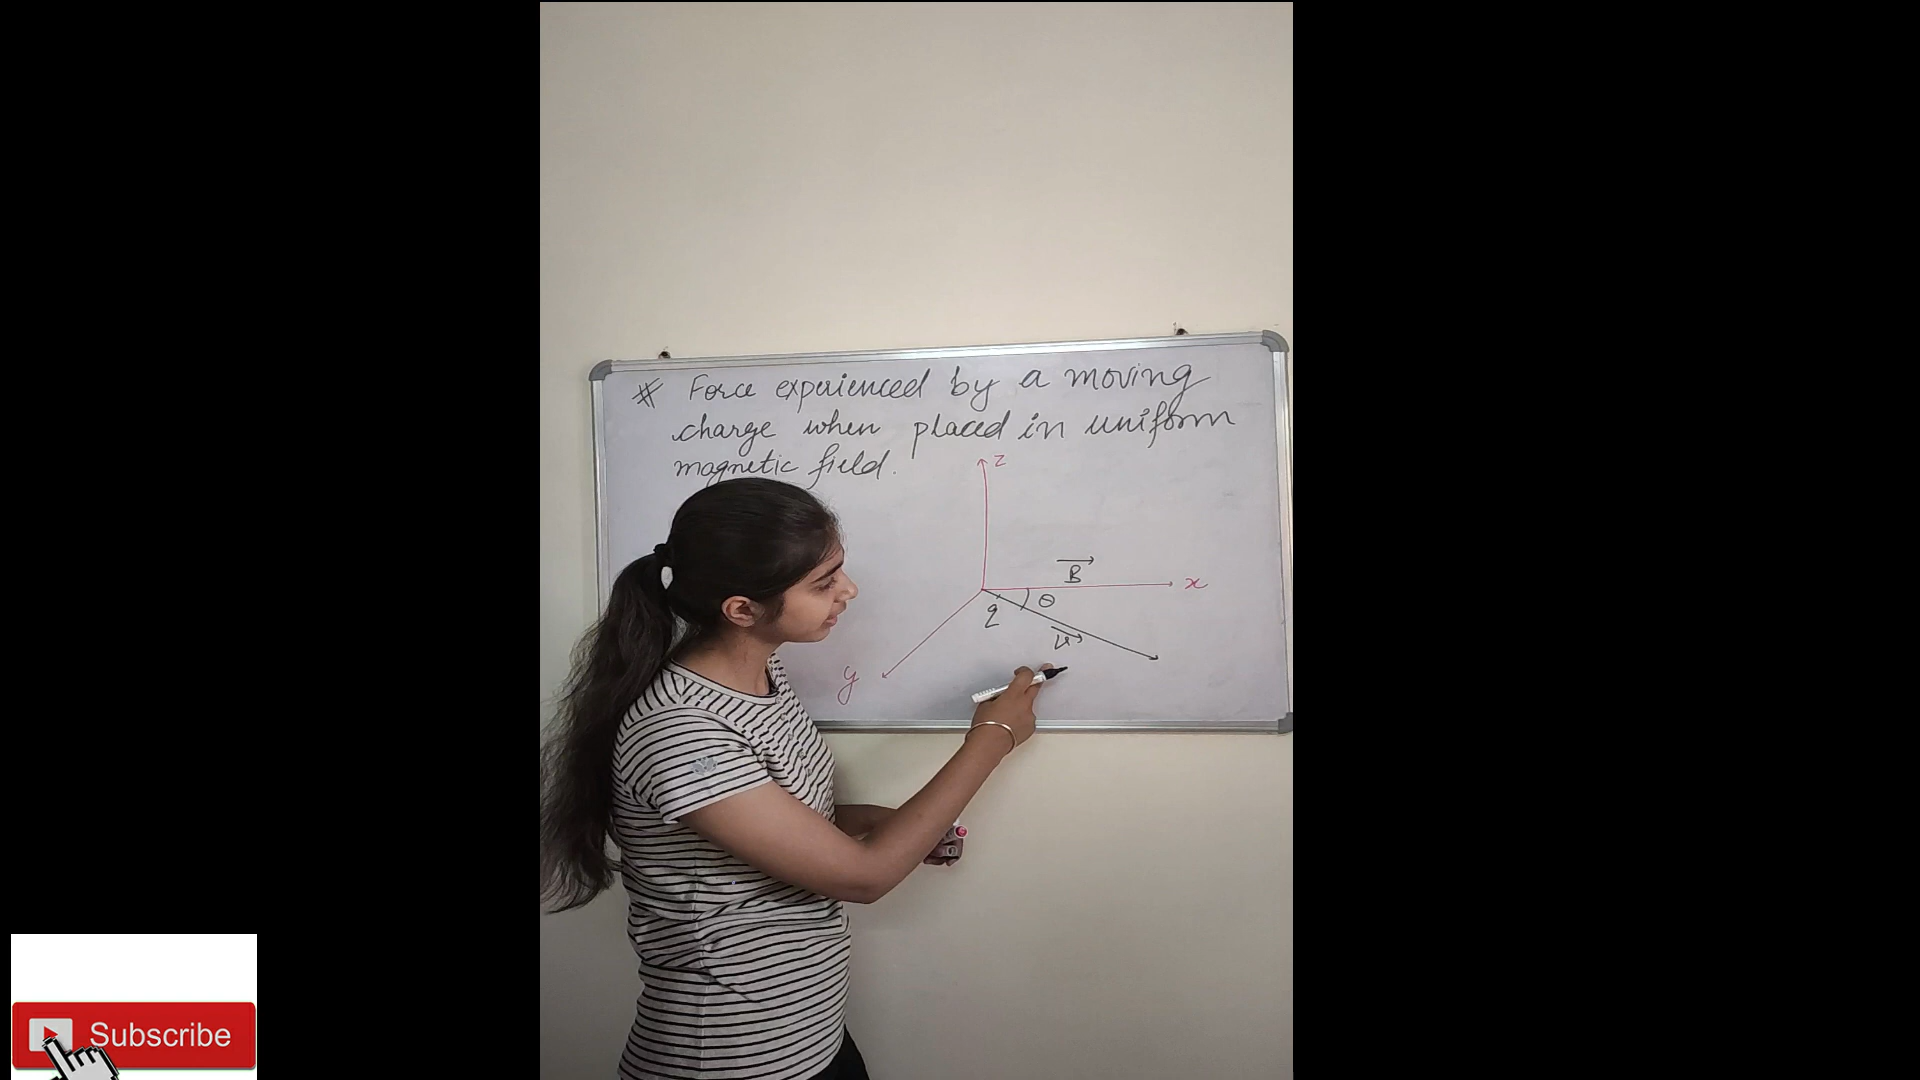 # Force experienced by a moving
charge when placed in uniform
magnetic field.
z
B
x
θ
q
v
y
Subscribe